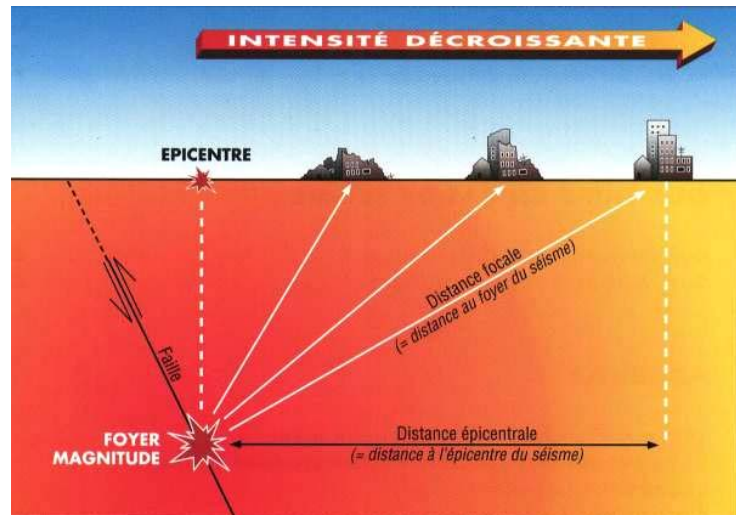 INTENSITÉ DÉCROISSANTE
EPICENTRE
Distance focale
(= distance au foyer du séisme)
Faille
FOYER
MAGNITUDE
Distance épicentrale
(= distance à l'épicentre du séisme)